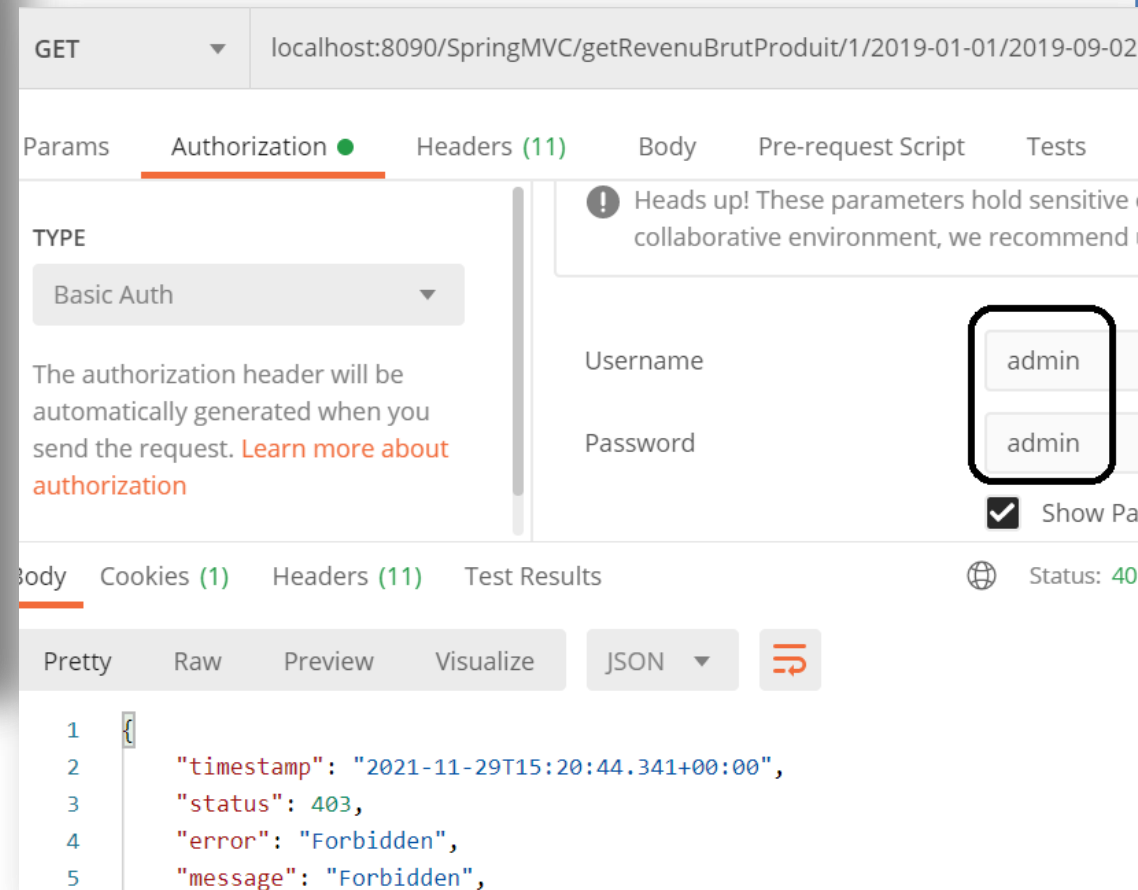 GET localhost:8090/SpringMVC/getRevenuBrutProduit/1/2019-01-01/2019-09-02
Params Authorization Headers (11) Body Pre-request Script Tests
Heads up! These parameters hold sensitive
collaborative environment, we recommend
TYPE
Basic Auth
The authorization header will be
automatically generated when you
send the request. Learn more about
authorization
Username admin
Password admin
Show Pa
Body Cookies (1) Headers (11) Test Results Status: 40
Pretty Raw Preview Visualize JSON
1 {
2 "timestamp": "2021-11-29T15:20:44.341+00:00",
3 "status": 403,
4 "error": "Forbidden",
5 "message": "Forbidden",